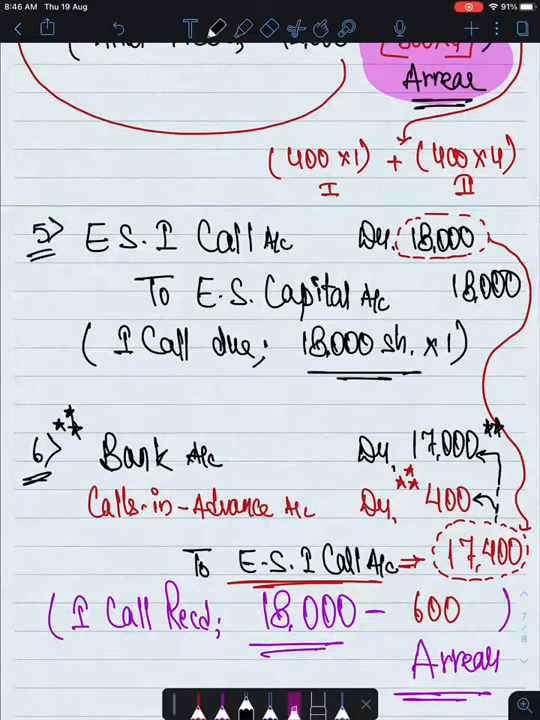 8:46 AM Thu 19 Aug
91%
Arrear
(400×1) + (400×4)
I II
5> E S. I Call A/c Dr. 18,000
To E.S. Capital A/c 18,000
(I Call due; 18,000 sh. ×1)
6> Bank A/c Dr. 17,000
Calls-in-Advance A/c Dr. 400
To E.S.I Call A/c ⇒ 17,400
(I Call Recd; 18,000 - 600)
Arrear
7/8